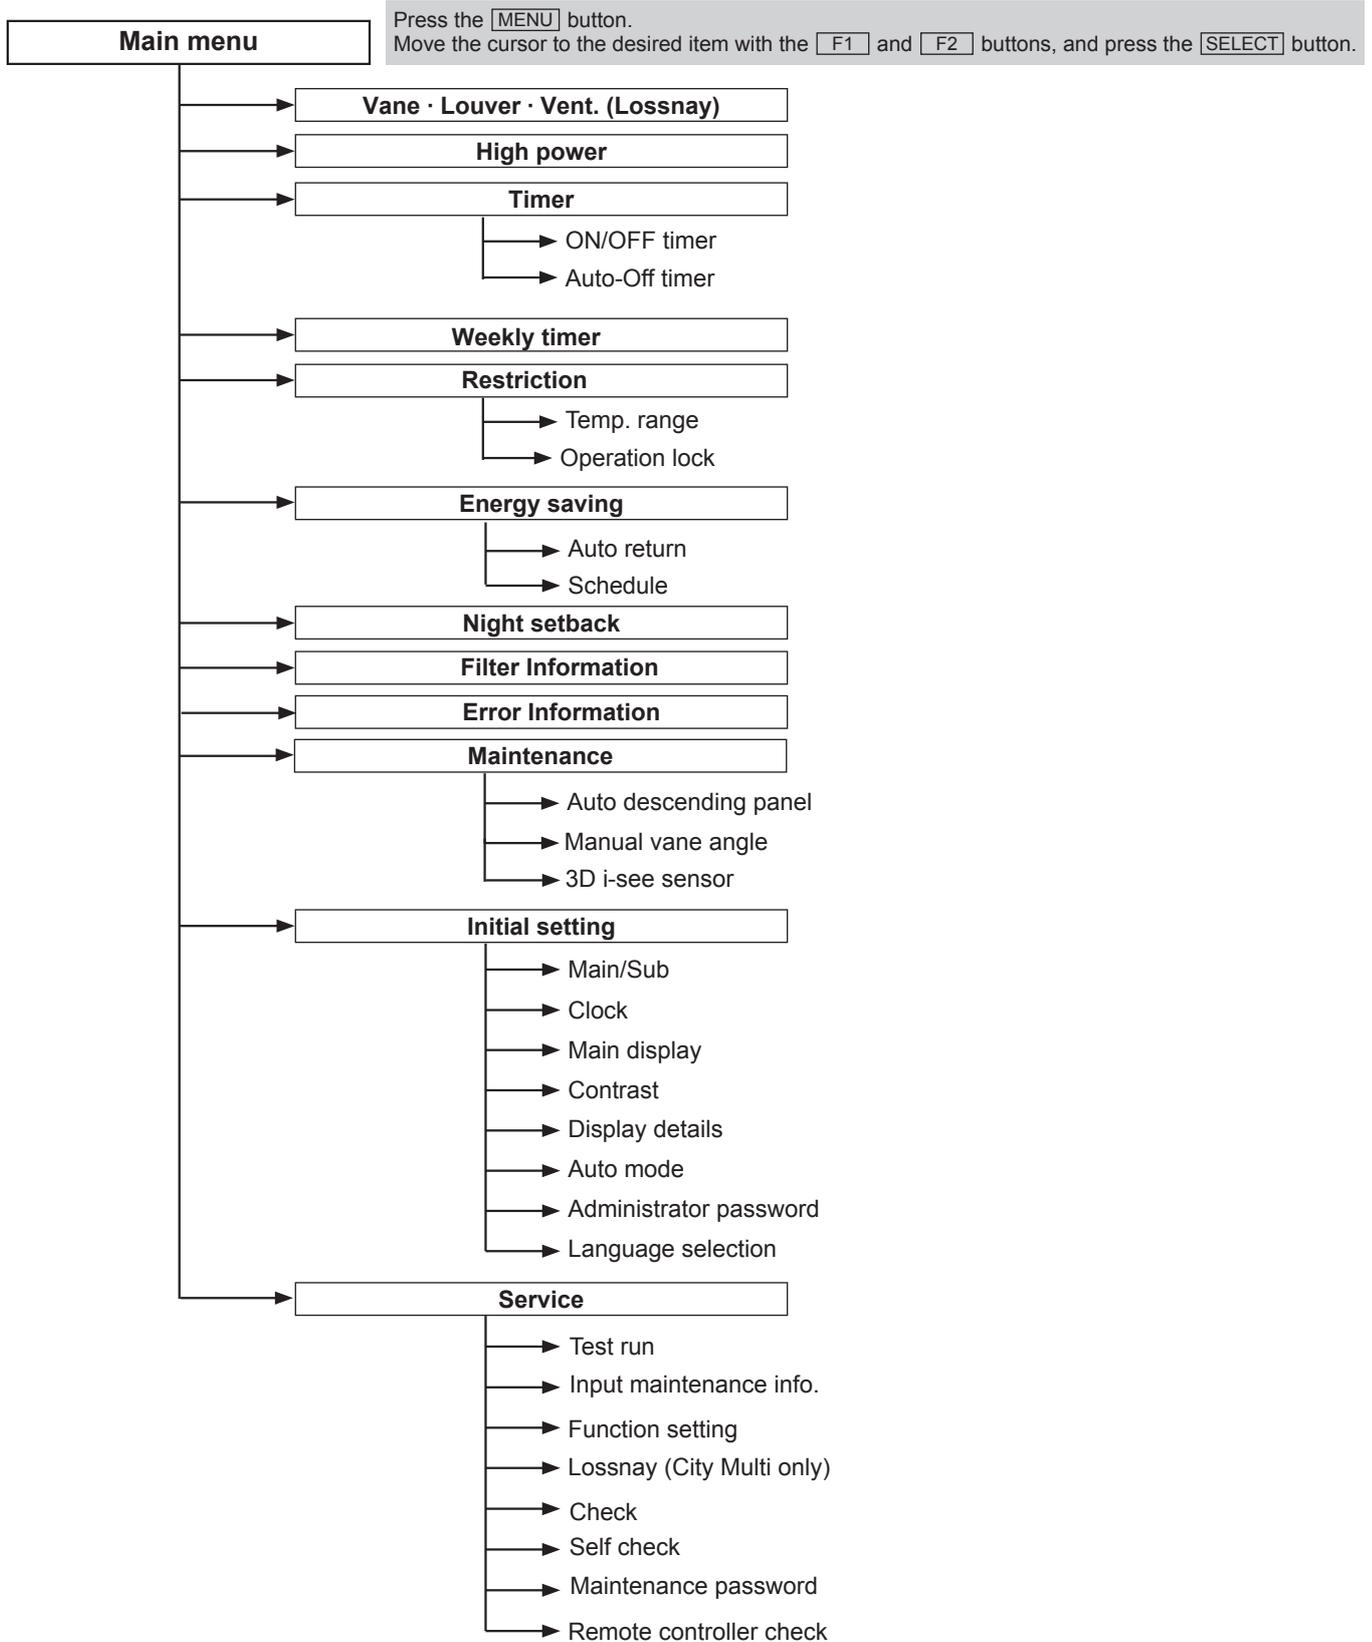 Main menu
Press the MENU button.
Move the cursor to the desired item with the F1 and F2 buttons, and press the SELECT button.
Vane · Louver · Vent. (Lossnay)
High power
Timer
ON/OFF timer
Auto-Off timer
Weekly timer
Restriction
Temp. range
Operation lock
Energy saving
Auto return
Schedule
Night setback
Filter Information
Error Information
Maintenance
Auto descending panel
Manual vane angle
3D i-see sensor
Initial setting
Main/Sub
Clock
Main display
Contrast
Display details
Auto mode
Administrator password
Language selection
Service
Test run
Input maintenance info.
Function setting
Lossnay (City Multi only)
Check
Self check
Maintenance password
Remote controller check